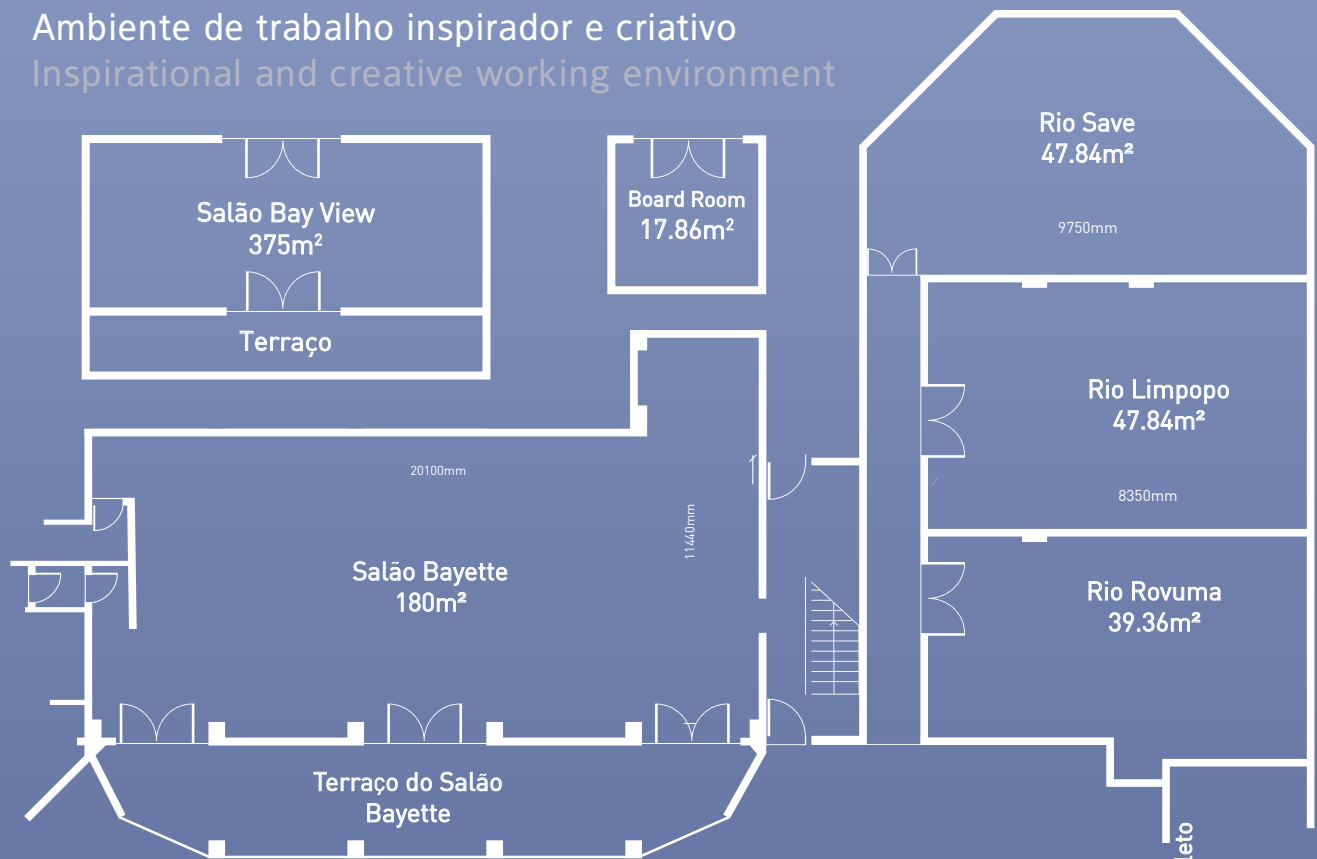 Ambiente de trabalho inspirador e criativo
Inspirational and creative working environment
Rio Save
47.84m²
9750mm
Salão Bay View
375m²
Terraço
Board Room
17.86m²
Rio Limpopo
47.84m²
8350mm
20100mm
11440mm
Salão Bayette
180m²
Rio Rovuma
39.36m²
Terraço do Salão
Bayette